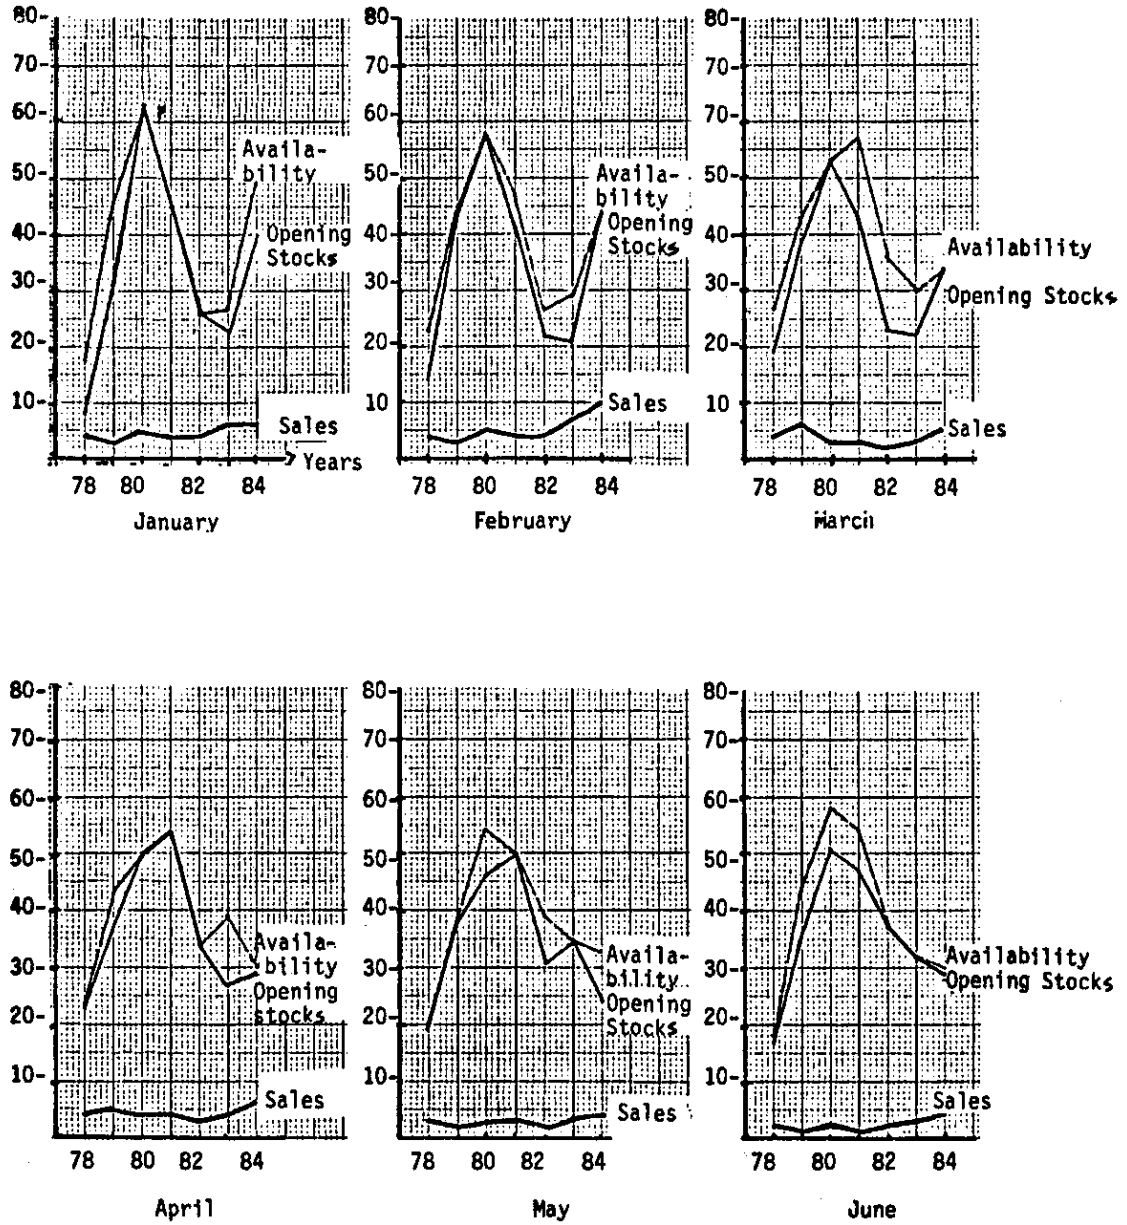 80-
70-
60-
50-
40-
30-
20-
10-
Availa-
bility
Opening
Stocks
Sales
Years
78 80 82 84
January
80
70
60
50
40
30
20
10
Availa-
bility
Opening
Stocks
Sales
78 80 82 84
February
80
70
60
70
50
40
30
20
10
Availability
Opening Stocks
Sales
78 80 82 84
March
80-
70-
60-
50-
40-
30-
20-
10-
Availa-
bility
Opening
stocks
Sales
78 80 82 84
April
80-
70-
60-
50-
40-
30-
20-
10-
Availa-
bility
Opening
Stocks
Sales
78 80 82 84
May
80-
70-
60-
50-
40-
30-
20-
10-
Availability
Opening Stocks
Sales
78 80 82 84
June